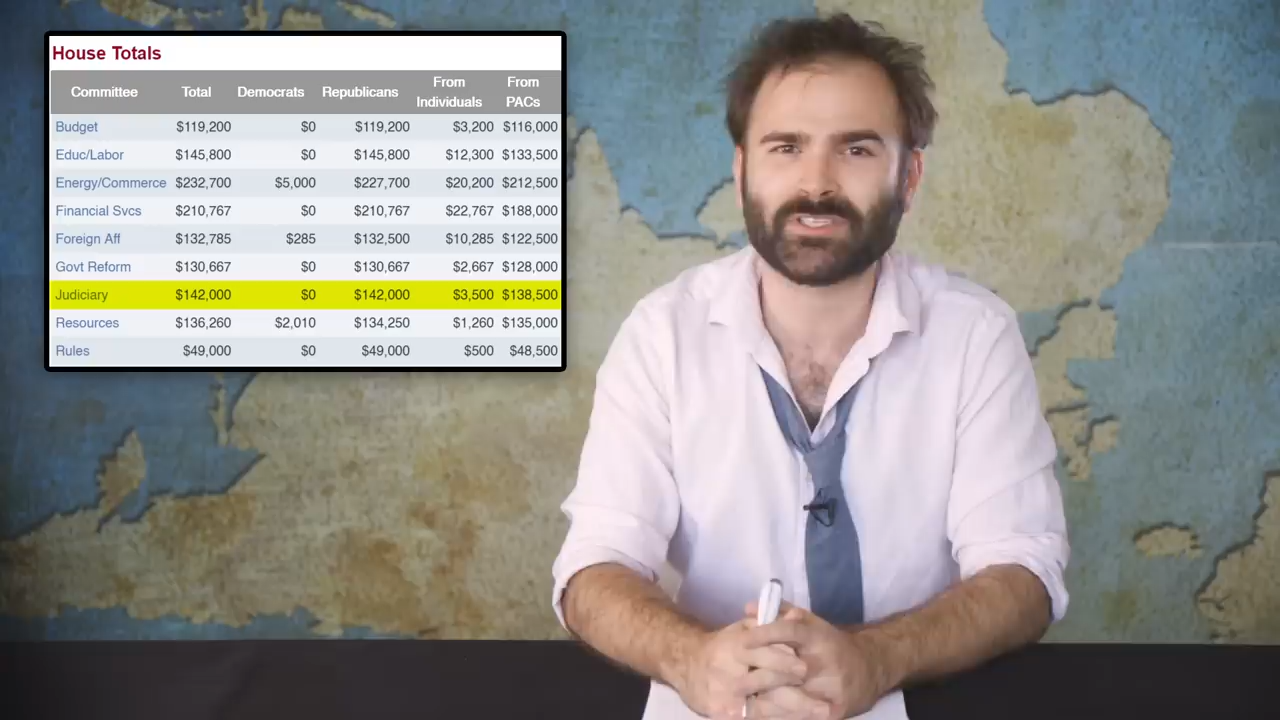 House Totals
Committee Total Democrats Republicans From Individuals From PACs
Budget $119,200 $0 $119,200 $3,200 $116,000
Educ/Labor $145,800 $0 $145,800 $12,300 $133,500
Energy/Commerce $232,700 $5,000 $227,700 $20,200 $212,500
Financial Svcs $210,767 $0 $210,767 $22,767 $188,000
Foreign Aff $132,785 $285 $132,500 $10,285 $122,500
Govt Reform $130,667 $0 $130,667 $2,667 $128,000
Judiciary $142,000 $0 $142,000 $3,500 $138,500
Resources $136,260 $2,010 $134,250 $1,260 $135,000
Rules $49,000 $0 $49,000 $500 $48,500